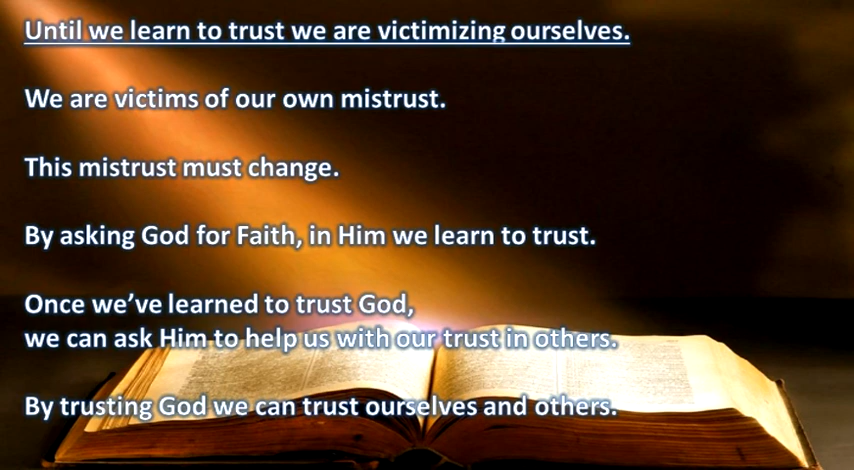 Until we learn to trust we are victimizing ourselves.
We are victims of our own mistrust.
This mistrust must change.
By asking God for Faith, in Him we learn to trust.
Once we’ve learned to trust God,
we can ask Him to help us with our trust in others.
By trusting God we can trust ourselves and others.